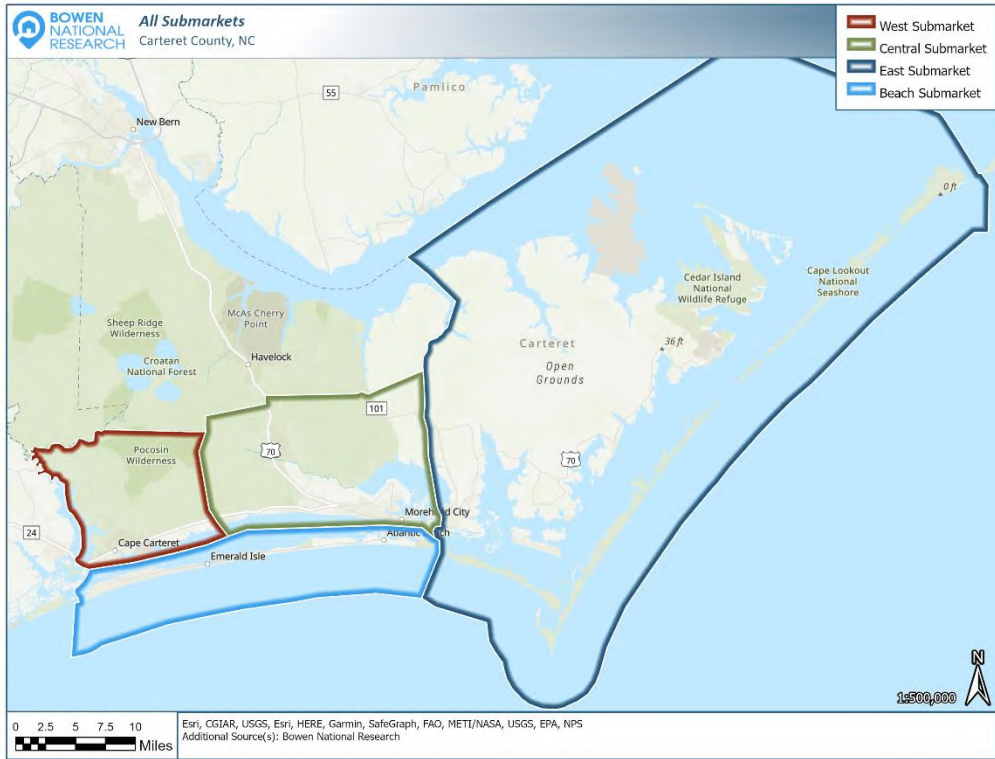 BOWEN
NATIONAL
RESEARCH
All Submarkets
Carteret County, NC
West Submarket
Central Submarket
East Submarket
Beach Submarket
55
Pamlico
New Bern
0 ft
Cedar Island
National
Wildlife Refuge
Cape Lookout
National
Seashore
McAs Cherry
Point
Sheep Ridge
Wilderness
Carteret
36 ft
Croatan
National Forest
Havelock
Open
Grounds
101
Pocosin
Wilderness
70
70
Morehead City
24
Cape Carteret
Emerald Isle
N
1:500,000
0 2.5 5 7.5 10
Miles
Esri, CGIAR, USGS, Esri, HERE, Garmin, SafeGraph, FAO, METI/NASA, USGS, EPA, NPS
Additional Source(s): Bowen National Research